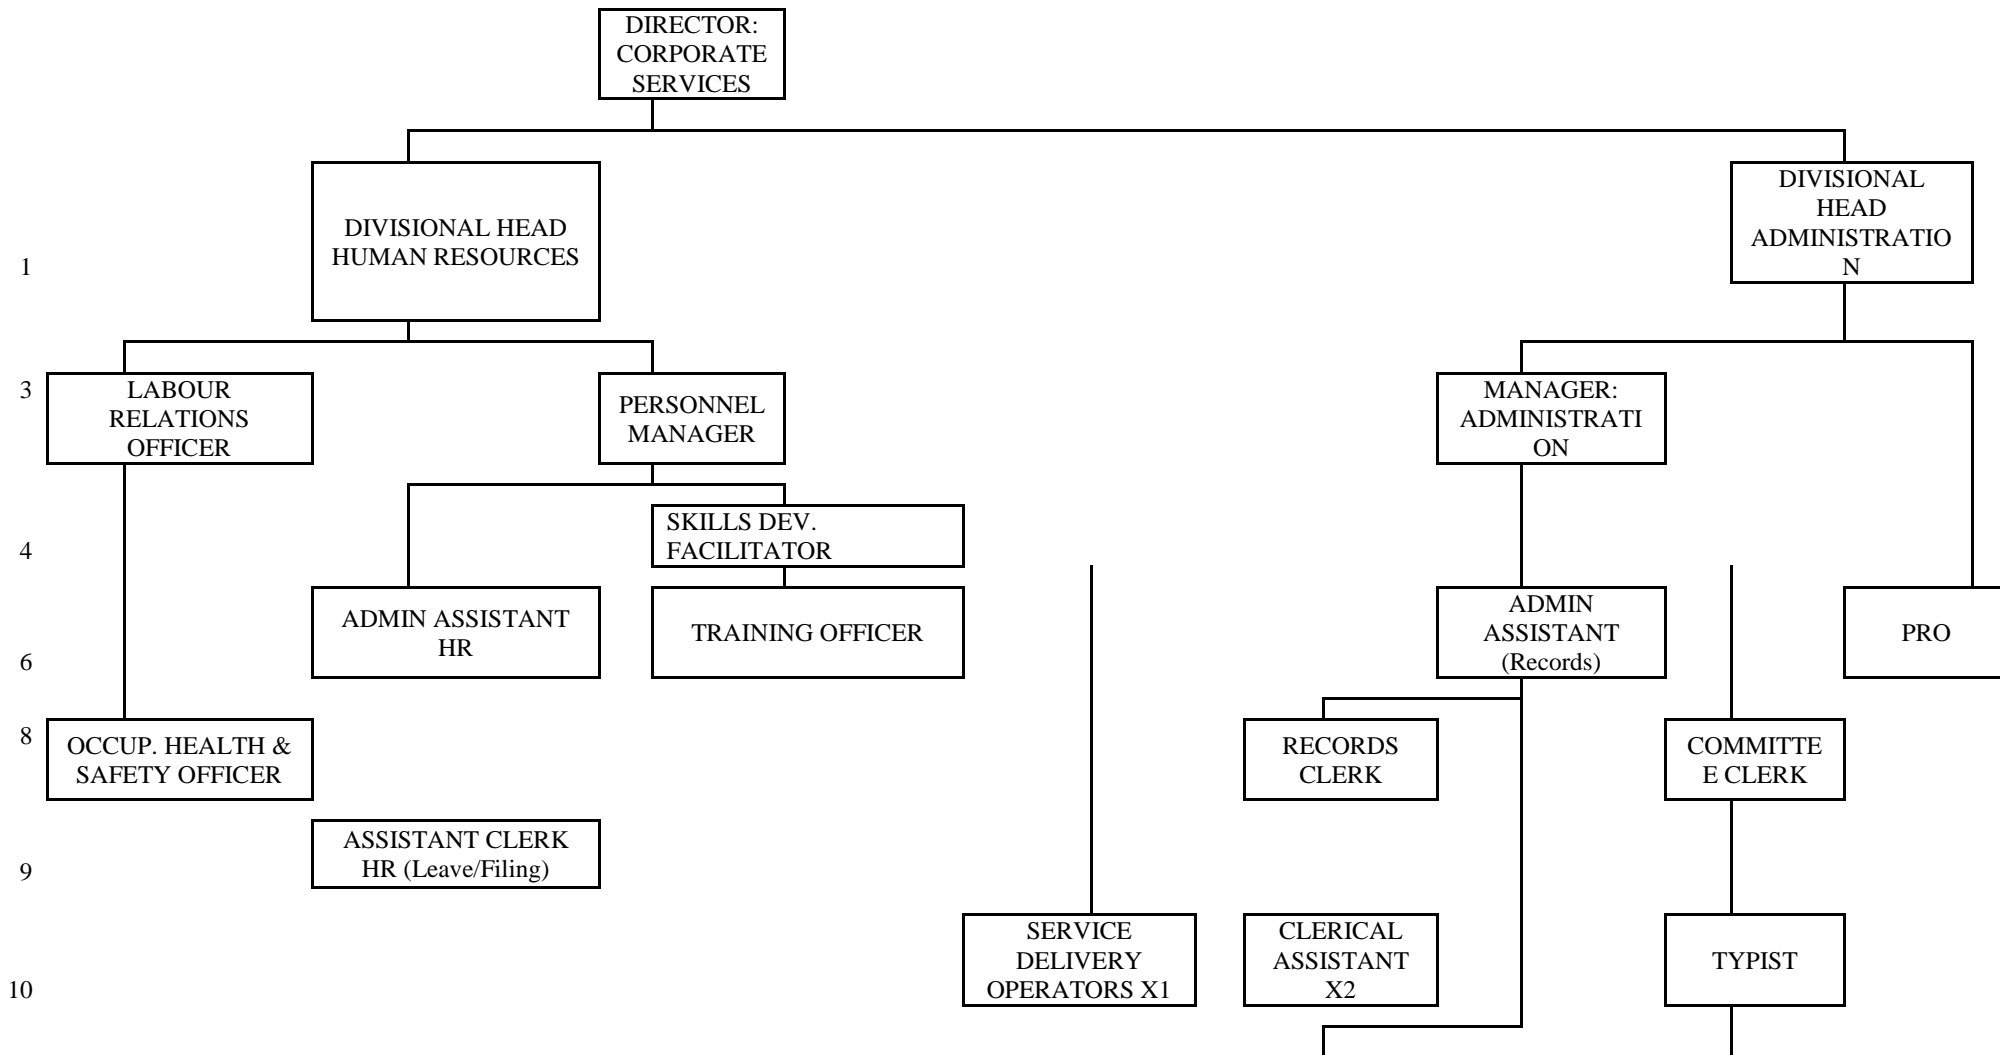 DIRECTOR:
CORPORATE
SERVICES
DIVISIONAL HEAD
HUMAN RESOURCES
DIVISIONAL
HEAD
ADMINISTRATIO
N
1
3
LABOUR
RELATIONS
OFFICER
PERSONNEL
MANAGER
MANAGER:
ADMINISTRATI
ON
SKILLS DEV.
FACILITATOR
4
ADMIN ASSISTANT
HR
TRAINING OFFICER
ADMIN
ASSISTANT
(Records)
PRO
6
8
OCCUP. HEALTH &
SAFETY OFFICER
RECORDS
CLERK
COMMITTE
E CLERK
ASSISTANT CLERK
HR (Leave/Filing)
9
SERVICE
DELIVERY
OPERATORS X1
CLERICAL
ASSISTANT
X2
TYPIST
10